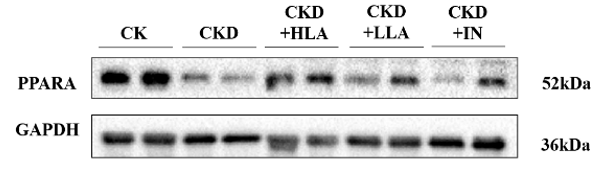 CK CKD CKD +HLA CKD +LLA CKD +IN
PPARA 52kDa
GAPDH 36kDa